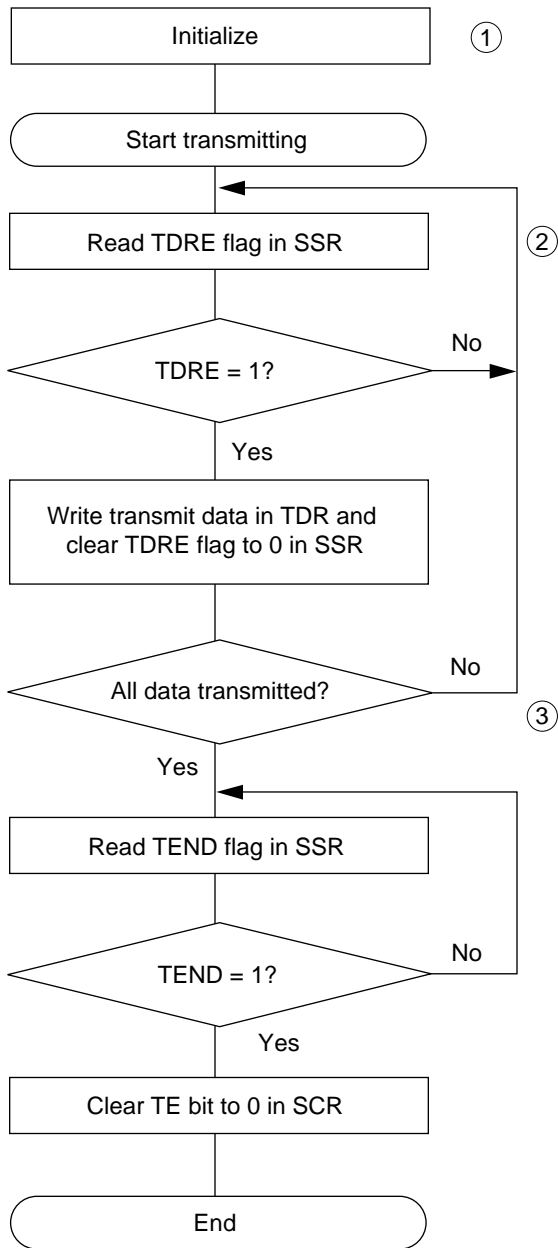 Initialize
①
Start transmitting
Read TDRE flag in SSR
②
TDRE = 1?
No
Yes
Write transmit data in TDR and
clear TDRE flag to 0 in SSR
All data transmitted?
No
③
Yes
Read TEND flag in SSR
TEND = 1?
No
Yes
Clear TE bit to 0 in SCR
End